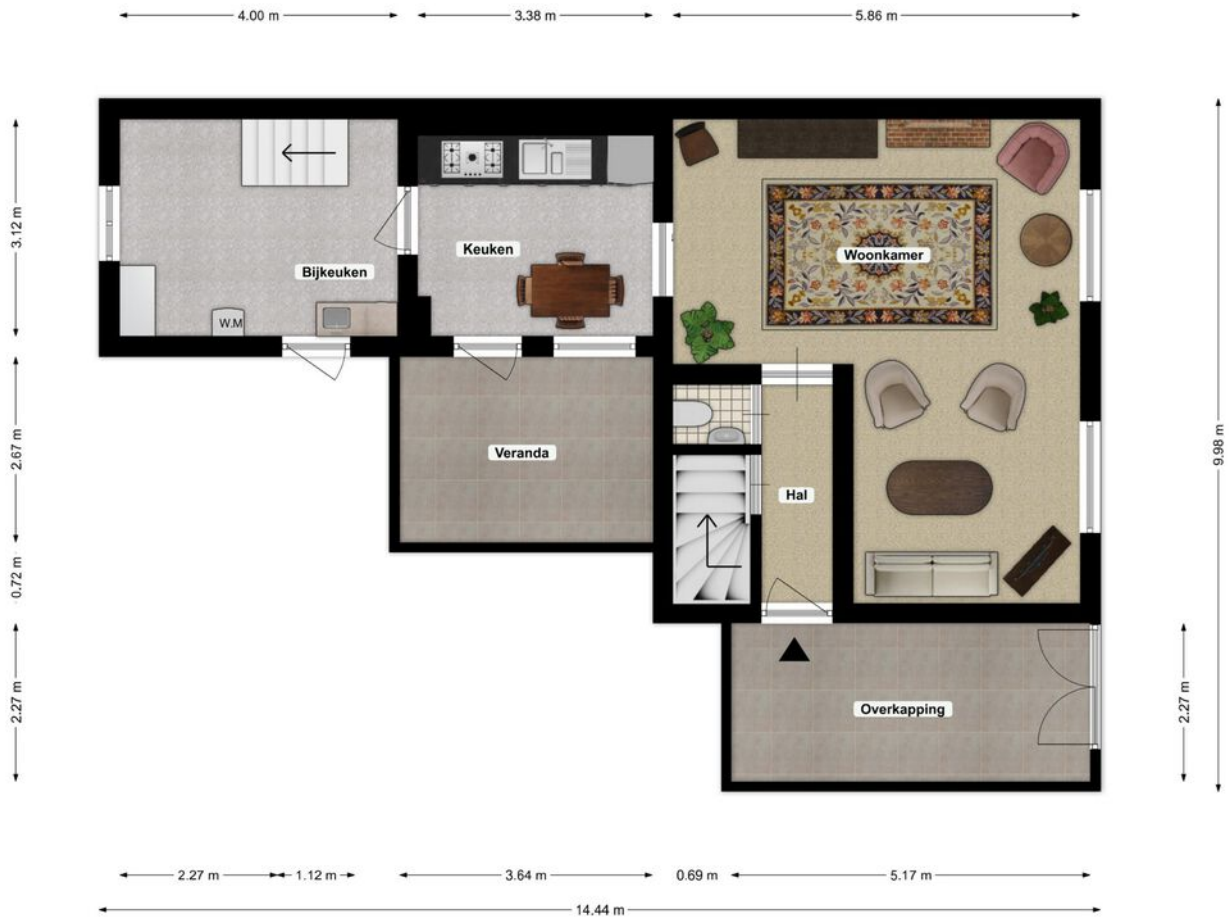 4.00 m
3.38 m
5.86 m
3.12 m
2.67 m
0.72 m
2.27 m
Bijkeuken
W.M
Keuken
Woonkamer
Veranda
Hal
Overkapping
9.98 m
2.27 m
2.27 m
1.12 m
3.64 m
0.69 m
5.17 m
14.44 m